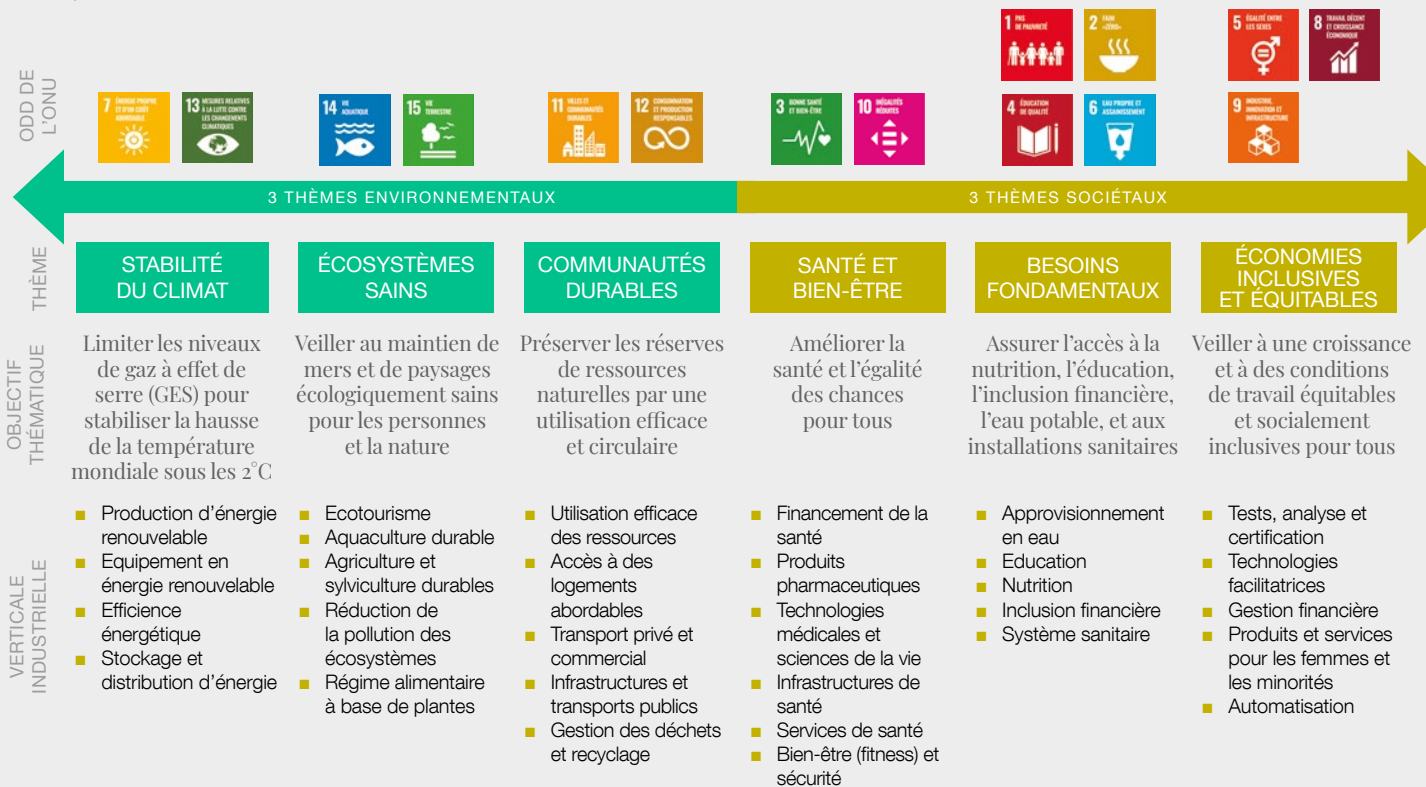 ODD DE
L'ONU
7 ÉNERGIE PROPRE
ET D'UN COÛT
ABORDABLE
13 MESURES RELATIVES
À LA LUTTE CONTRE
LES CHANGEMENTS
CLIMATIQUES
14 VIE
AQUATIQUE
15 VIE
TERRESTRE
11 VILLES ET
COMMUNAUTÉS
DURABLES
12 CONSOMMATION
ET PRODUCTION
RESPONSABLES
3 BONNE SANTÉ
ET BIEN-ÊTRE
10 INÉGALITÉS
RÉDUITES
1 PAS
DE PAUVRETÉ
2 FAIM
«ZÉRO»
4 ÉDUCATION
DE QUALITÉ
6 EAU PROPRE ET
ASSAINISSEMENT
5 ÉGALITÉ ENTRE
LES SEXES
8 TRAVAIL DÉCENT
ET CROISSANCE
ÉCONOMIQUE
9 INDUSTRIE,
INNOVATION ET
INFRASTRUCTURE
3 THÈMES ENVIRONNEMENTAUX
3 THÈMES SOCIÉTAUX
THÈME
STABILITÉ
DU CLIMAT
ÉCOSYSTÈMES
SAINS
COMMUNAUTÉS
DURABLES
SANTÉ ET
BIEN-ÊTRE
BESOINS
FONDAMENTAUX
ÉCONOMIES
INCLUSIVES
ET ÉQUITABLES
OBJECTIF
THÉMATIQUE
Limiter les niveaux
de gaz à effet de
serre (GES) pour
stabiliser la hausse
de la température
mondiale sous les 2°C
Veiller au maintien de
mers et de paysages
écologiquement sains
pour les personnes
et la nature
Préserver les réserves
de ressources
naturelles par une
utilisation efficace
et circulaire
Améliorer la
santé et l'égalité
des chances
pour tous
Assurer l'accès à la
nutrition, l'éducation,
l'inclusion financière,
l'eau potable, et aux
installations sanitaires
Veiller à une croissance
et à des conditions
de travail équitables
et socialement
inclusives pour tous
VERTICALE
INDUSTRIELLE
■ Production d'énergie
renouvelable
■ Equipement en
énergie renouvelable
■ Efficience
énergétique
■ Stockage et
distribution d'énergie
■ Ecotourisme
■ Aquaculture durable
■ Agriculture et
sylviculture durables
■ Réduction de
la pollution des
écosystèmes
■ Régime alimentaire
à base de plantes
■ Utilisation efficace
des ressources
■ Accès à des
logements
abordables
■ Transport privé et
commercial
■ Infrastructures et
transports publics
■ Gestion des déchets
et recyclage
■ Financement de la
santé
■ Produits
pharmaceutiques
■ Technologies
médicales et
sciences de la vie
■ Infrastructures de
santé
■ Services de santé
■ Bien-être (fitness) et
sécurité
■ Approvisionnement
en eau
■ Education
■ Nutrition
■ Inclusion financière
■ Système sanitaire
■ Tests, analyse et
certification
■ Technologies
facilitatrices
■ Gestion financière
■ Produits et services
pour les femmes et
les minorités
■ Automatisation